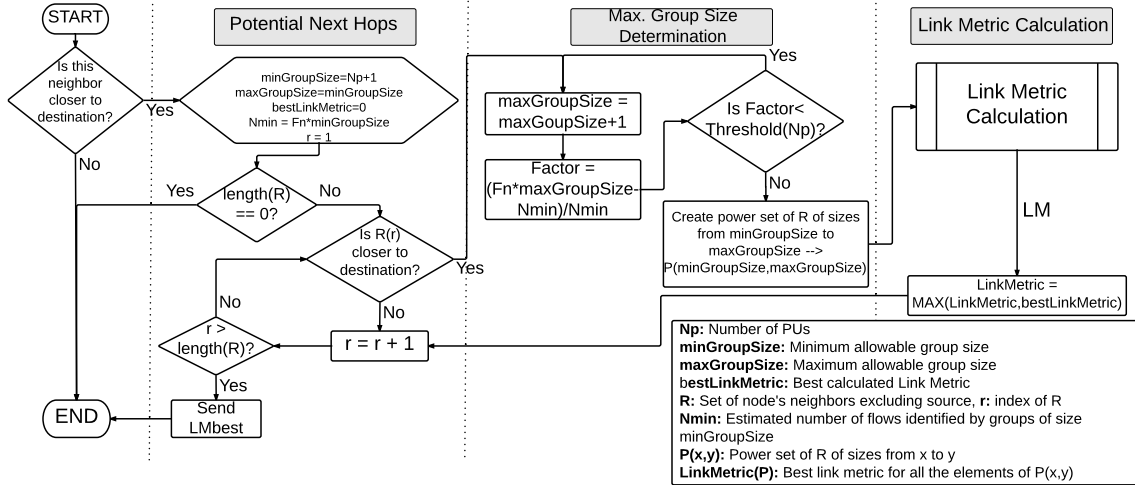 START
Potential Next Hops
Max. Group Size
Determination
Link Metric Calculation
Is this
neighbor
closer to
destination?
Yes
No
minGroupSize=Np+1
maxGroupSize=minGroupSize
bestLinkMetric=0
Nmin = Fn*minGroupSize
r = 1
length(R)
== 0?
Yes
No
Is R(r)
closer to
destination?
Yes
No
r = r + 1
r >
length(R)?
No
Yes
Send
LMbest
END
maxGroupSize =
maxGoupSize+1
Factor =
(Fn*maxGroupSize-
Nmin)/Nmin
Is Factor<
Threshold(Np)?
Yes
No
Create power set of R of sizes
from minGroupSize to
maxGroupSize -->
P(minGroupSize,maxGroupSize)
Link Metric
Calculation
LM
LinkMetric =
MAX(LinkMetric,bestLinkMetric)
Np: Number of PUs
minGroupSize: Minimum allowable group size
maxGroupSize: Maximum allowable group size
bestLinkMetric: Best calculated Link Metric
R: Set of node's neighbors excluding source, r: index of R
Nmin: Estimated number of flows identified by groups of size
minGroupSize
P(x,y): Power set of R of sizes from x to y
LinkMetric(P): Best link metric for all the elements of P(x,y)